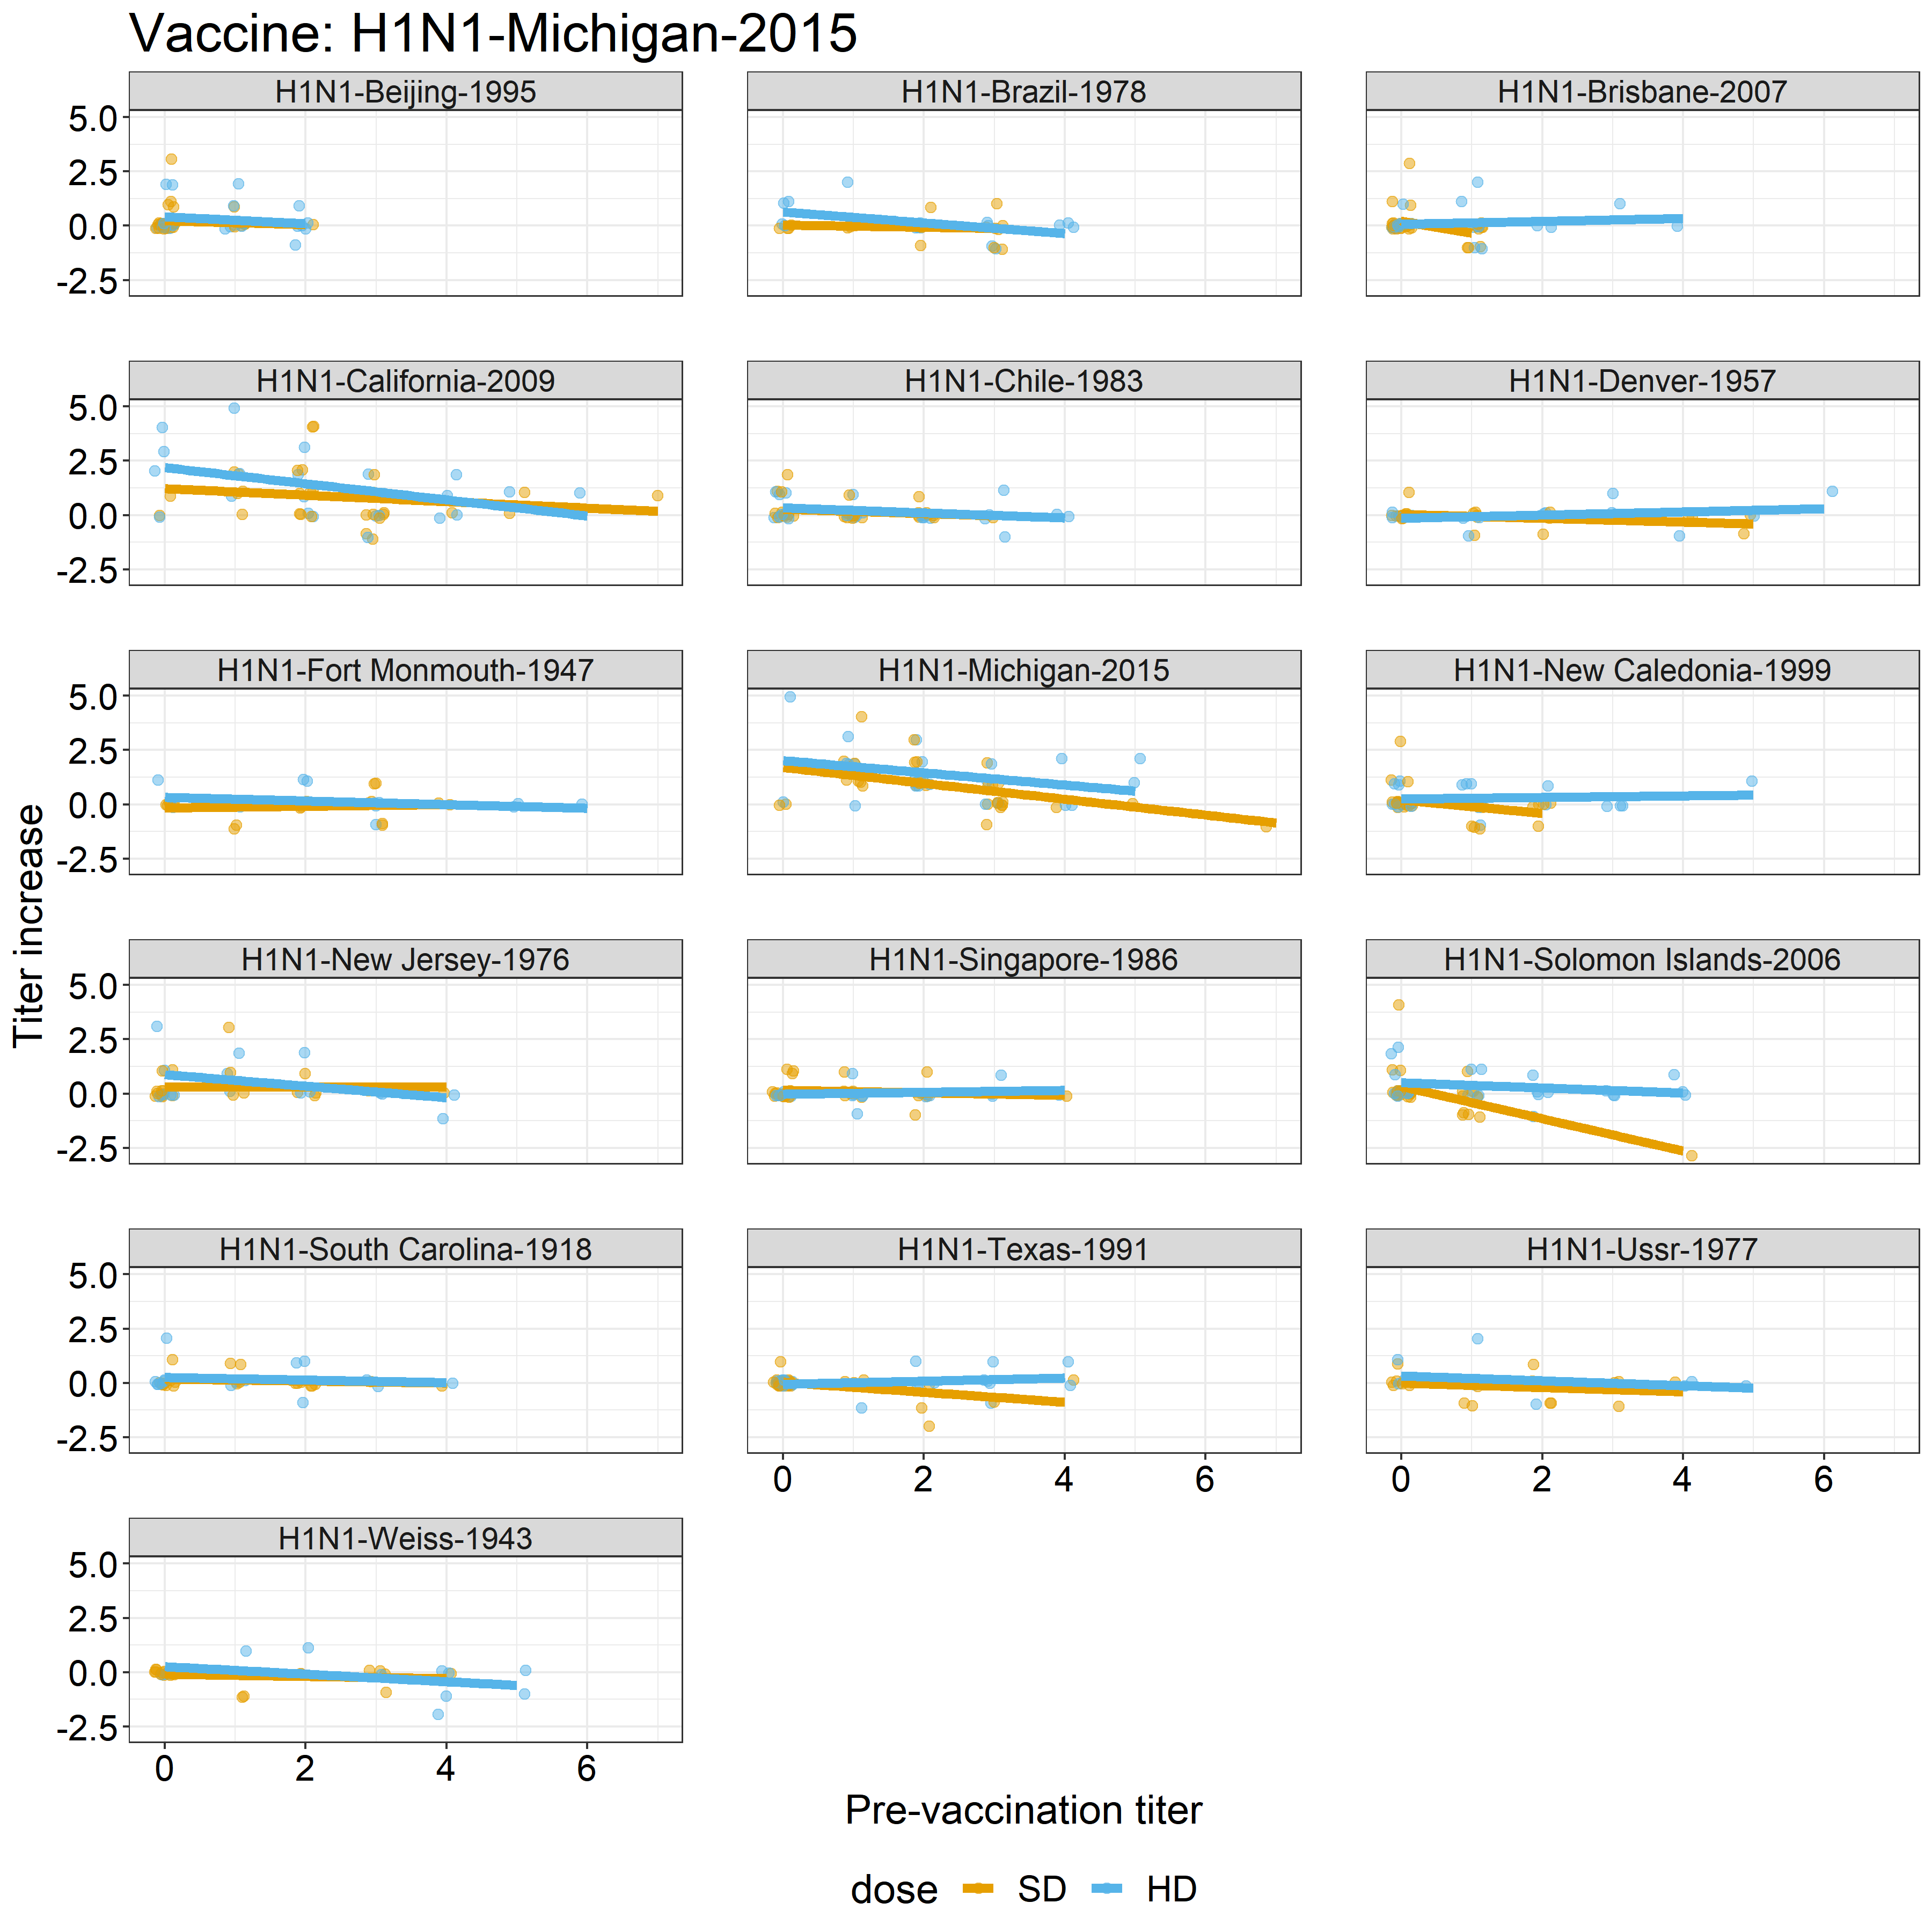 Vaccine: H1N1-Michigan-2015
H1N1-Beijing-1995 H1N1-Brazil-1978 H1N1-Brisbane-2007
5.0
2.5
0.0
-2.5
H1N1-California-2009 H1N1-Chile-1983 H1N1-Denver-1957
5.0
2.5
0.0
-2.5
H1N1-Fort Monmouth-1947 H1N1-Michigan-2015 H1N1-New Caledonia-1999
5.0
2.5
0.0
-2.5
Titer increase
H1N1-New Jersey-1976 H1N1-Singapore-1986 H1N1-Solomon Islands-2006
5.0
2.5
0.0
-2.5
H1N1-South Carolina-1918 H1N1-Texas-1991 H1N1-Ussr-1977
5.0
2.5
0.0
-2.5
0 2 4 6 0 2 4 6
H1N1-Weiss-1943
5.0
2.5
0.0
-2.5
0 2 4 6
Pre-vaccination titer
dose SD HD